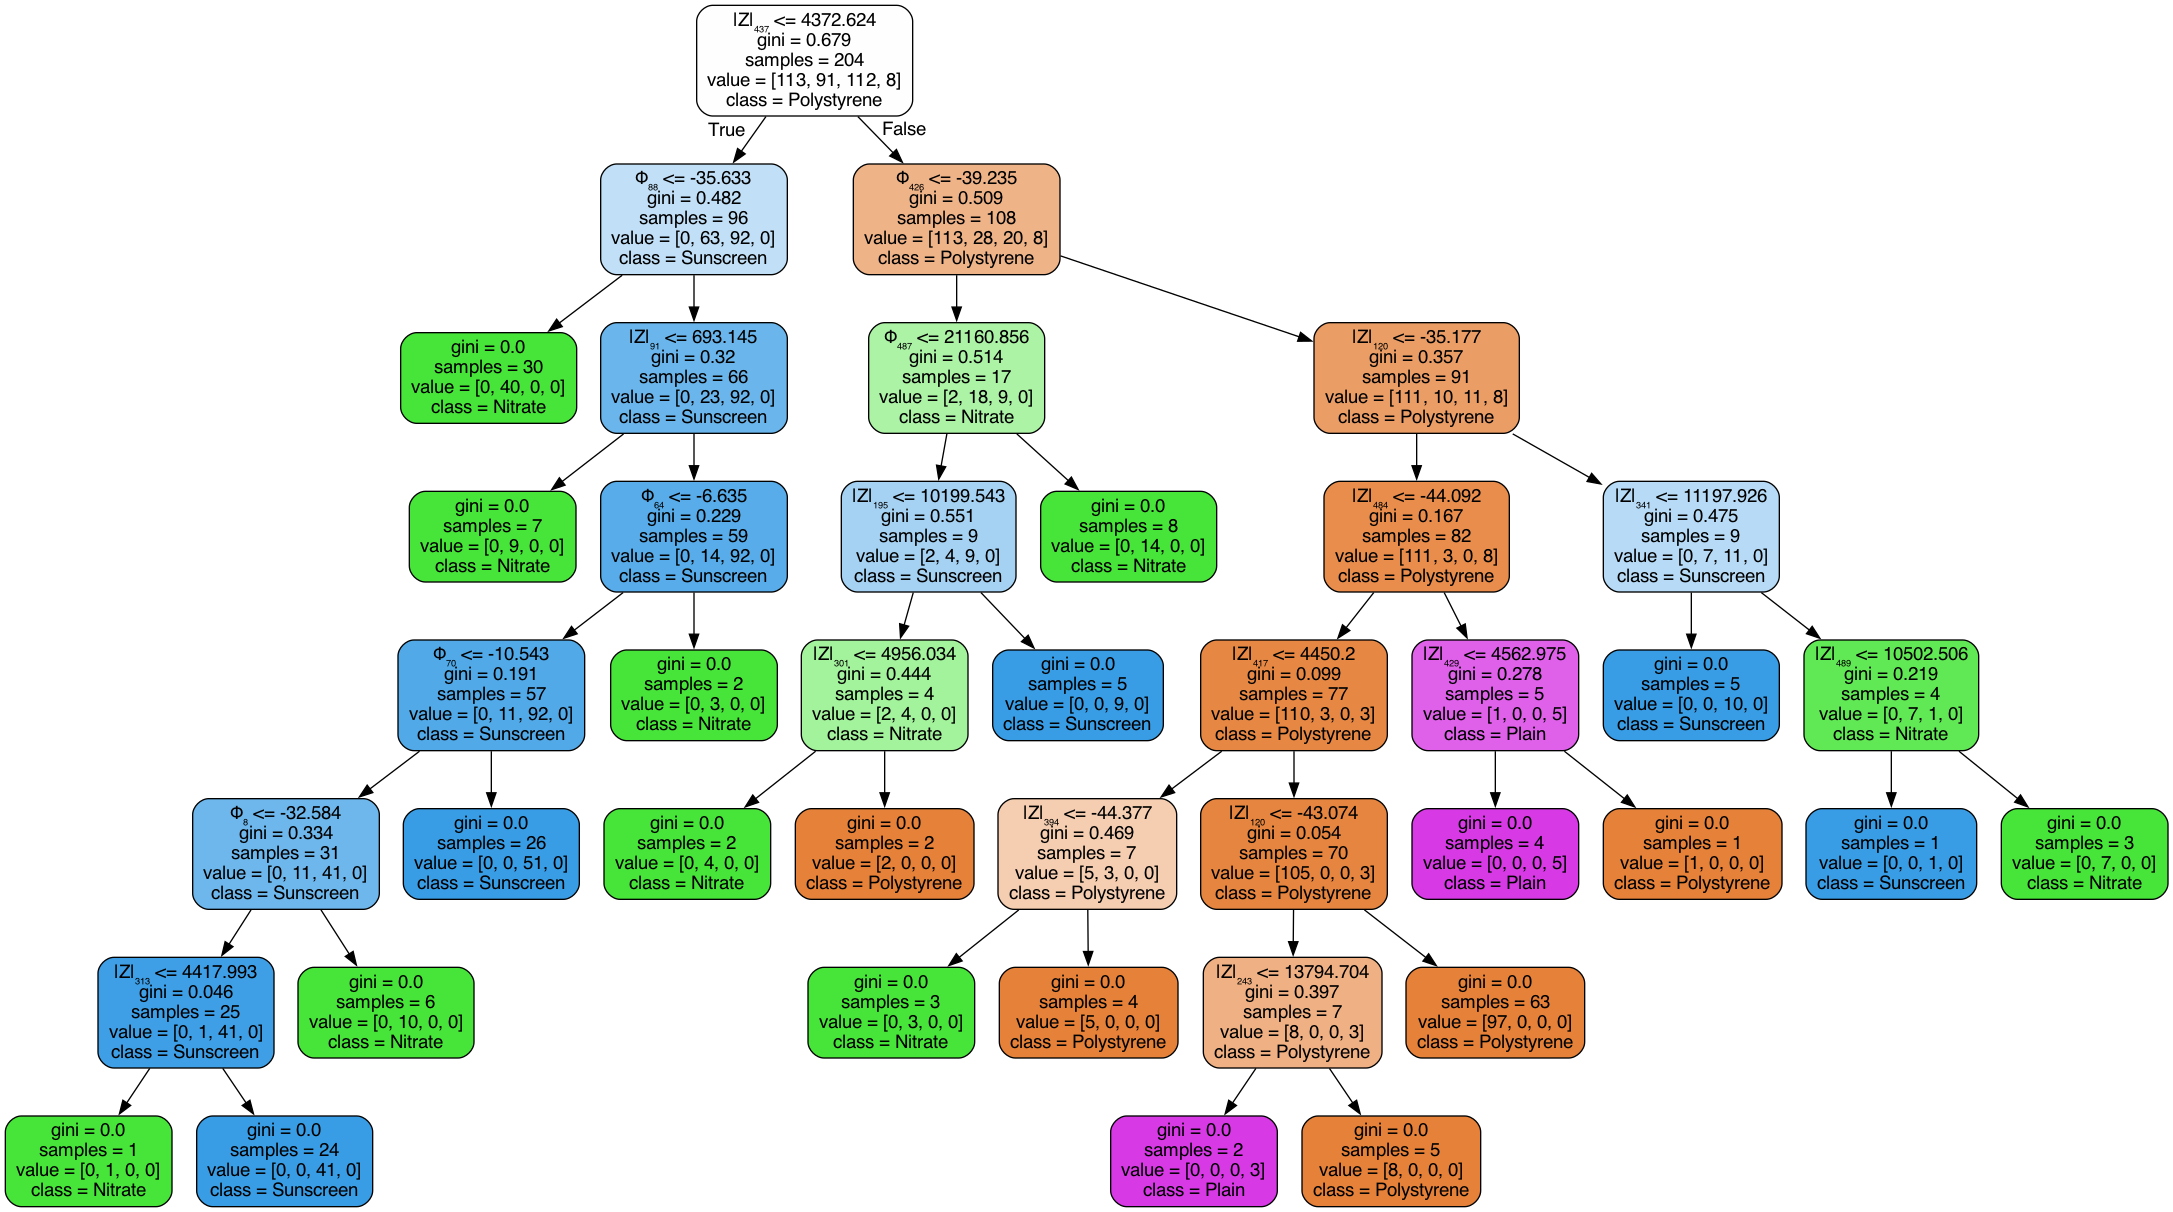 |Z|437 <= 4372.624
gini = 0.679
samples = 204
value = [113, 91, 112, 8]
class = Polystyrene
True
False
Φ88 <= -35.633
gini = 0.482
samples = 96
value = [0, 63, 92, 0]
class = Sunscreen
Φ426 <= -39.235
gini = 0.509
samples = 108
value = [113, 28, 20, 8]
class = Polystyrene
gini = 0.0
samples = 30
value = [0, 40, 0, 0]
class = Nitrate
|Z|91 <= 693.145
gini = 0.32
samples = 66
value = [0, 23, 92, 0]
class = Sunscreen
Φ487 <= 21160.856
gini = 0.514
samples = 17
value = [2, 18, 9, 0]
class = Nitrate
|Z|120 <= -35.177
gini = 0.357
samples = 91
value = [111, 10, 11, 8]
class = Polystyrene
gini = 0.0
samples = 7
value = [0, 9, 0, 0]
class = Nitrate
Φ64 <= -6.635
gini = 0.229
samples = 59
value = [0, 14, 92, 0]
class = Sunscreen
|Z|195 <= 10199.543
gini = 0.551
samples = 9
value = [2, 4, 9, 0]
class = Sunscreen
gini = 0.0
samples = 8
value = [0, 14, 0, 0]
class = Nitrate
|Z|484 <= -44.092
gini = 0.167
samples = 82
value = [111, 3, 0, 8]
class = Polystyrene
|Z|341 <= 11197.926
gini = 0.475
samples = 9
value = [0, 7, 11, 0]
class = Sunscreen
Φ70 <= -10.543
gini = 0.191
samples = 57
value = [0, 11, 92, 0]
class = Sunscreen
gini = 0.0
samples = 2
value = [0, 3, 0, 0]
class = Nitrate
|Z|301 <= 4956.034
gini = 0.444
samples = 4
value = [2, 4, 0, 0]
class = Nitrate
gini = 0.0
samples = 5
value = [0, 0, 9, 0]
class = Sunscreen
|Z|417 <= 4450.2
gini = 0.099
samples = 77
value = [110, 3, 0, 3]
class = Polystyrene
|Z|429 <= 4562.975
gini = 0.278
samples = 5
value = [1, 0, 0, 5]
class = Plain
gini = 0.0
samples = 5
value = [0, 0, 10, 0]
class = Sunscreen
|Z|489 <= 10502.506
gini = 0.219
samples = 4
value = [0, 7, 1, 0]
class = Nitrate
Φ8 <= -32.584
gini = 0.334
samples = 31
value = [0, 11, 41, 0]
class = Sunscreen
gini = 0.0
samples = 26
value = [0, 0, 51, 0]
class = Sunscreen
gini = 0.0
samples = 2
value = [0, 4, 0, 0]
class = Nitrate
gini = 0.0
samples = 2
value = [2, 0, 0, 0]
class = Polystyrene
|Z|394 <= -44.377
gini = 0.469
samples = 7
value = [5, 3, 0, 0]
class = Polystyrene
|Z|120 <= -43.074
gini = 0.054
samples = 70
value = [105, 0, 0, 3]
class = Polystyrene
gini = 0.0
samples = 4
value = [0, 0, 0, 5]
class = Plain
gini = 0.0
samples = 1
value = [1, 0, 0, 0]
class = Polystyrene
gini = 0.0
samples = 1
value = [0, 0, 1, 0]
class = Sunscreen
gini = 0.0
samples = 3
value = [0, 7, 0, 0]
class = Nitrate
|Z|313 <= 4417.993
gini = 0.046
samples = 25
value = [0, 1, 41, 0]
class = Sunscreen
gini = 0.0
samples = 6
value = [0, 10, 0, 0]
class = Nitrate
gini = 0.0
samples = 3
value = [0, 3, 0, 0]
class = Nitrate
gini = 0.0
samples = 4
value = [5, 0, 0, 0]
class = Polystyrene
|Z|243 <= 13794.704
gini = 0.397
samples = 7
value = [8, 0, 0, 3]
class = Polystyrene
gini = 0.0
samples = 63
value = [97, 0, 0, 0]
class = Polystyrene
gini = 0.0
samples = 1
value = [0, 1, 0, 0]
class = Nitrate
gini = 0.0
samples = 24
value = [0, 0, 41, 0]
class = Sunscreen
gini = 0.0
samples = 2
value = [0, 0, 0, 3]
class = Plain
gini = 0.0
samples = 5
value = [8, 0, 0, 0]
class = Polystyrene